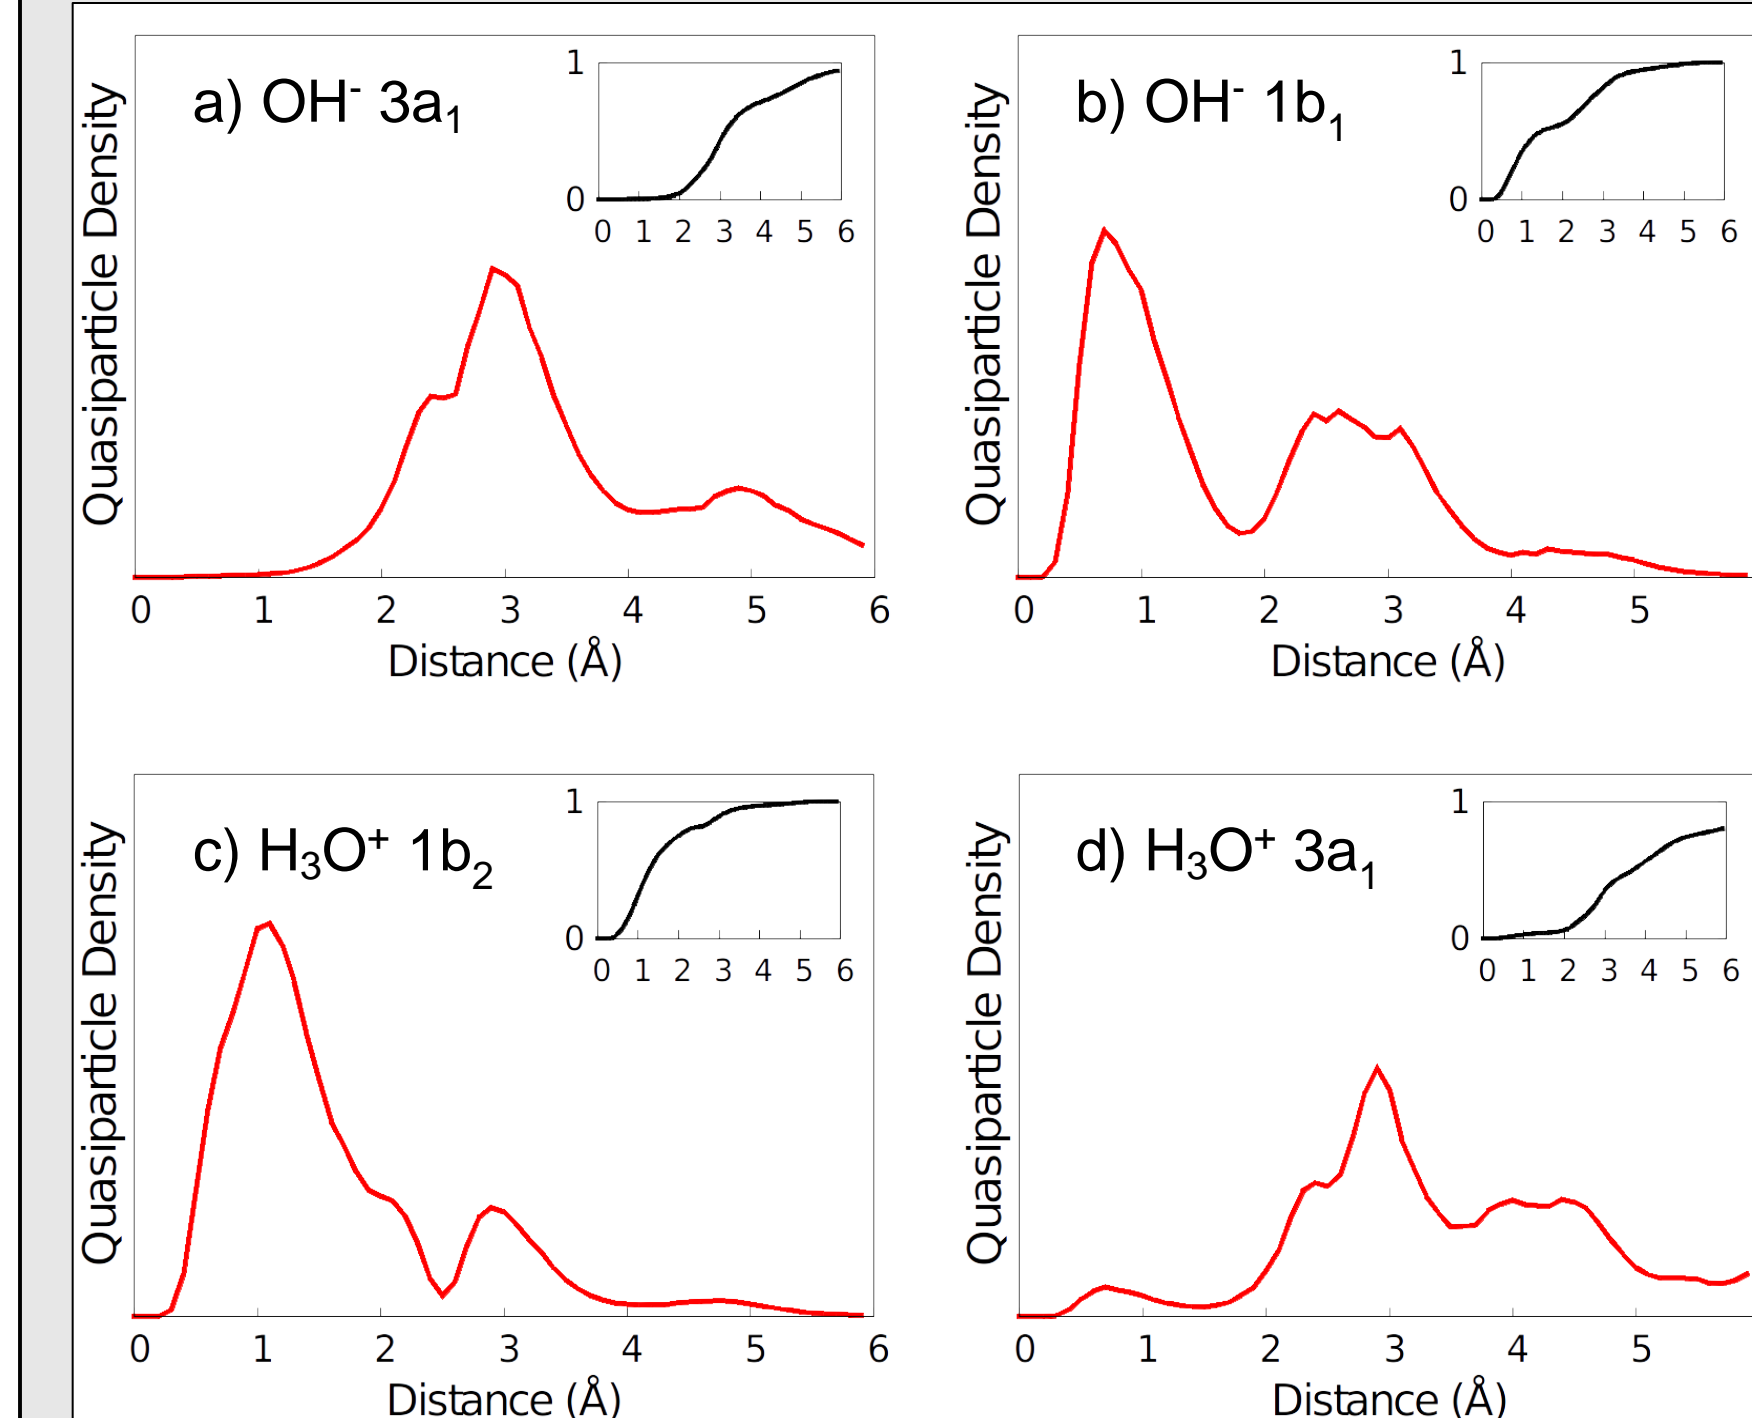 a) OH⁻ 3a₁
1
0
0 1 2 3 4 5 6
Quasiparticle Density
0 1 2 3 4 5 6
Distance (Å)
b) OH⁻ 1b₁
1
0
0 1 2 3 4 5 6
Quasiparticle Density
0 1 2 3 4 5
Distance (Å)
c) H₃O⁺ 1b₂
1
0
0 1 2 3 4 5 6
Quasiparticle Density
0 1 2 3 4 5 6
Distance (Å)
d) H₃O⁺ 3a₁
1
0
0 1 2 3 4 5 6
Quasiparticle Density
0 1 2 3 4 5
Distance (Å)